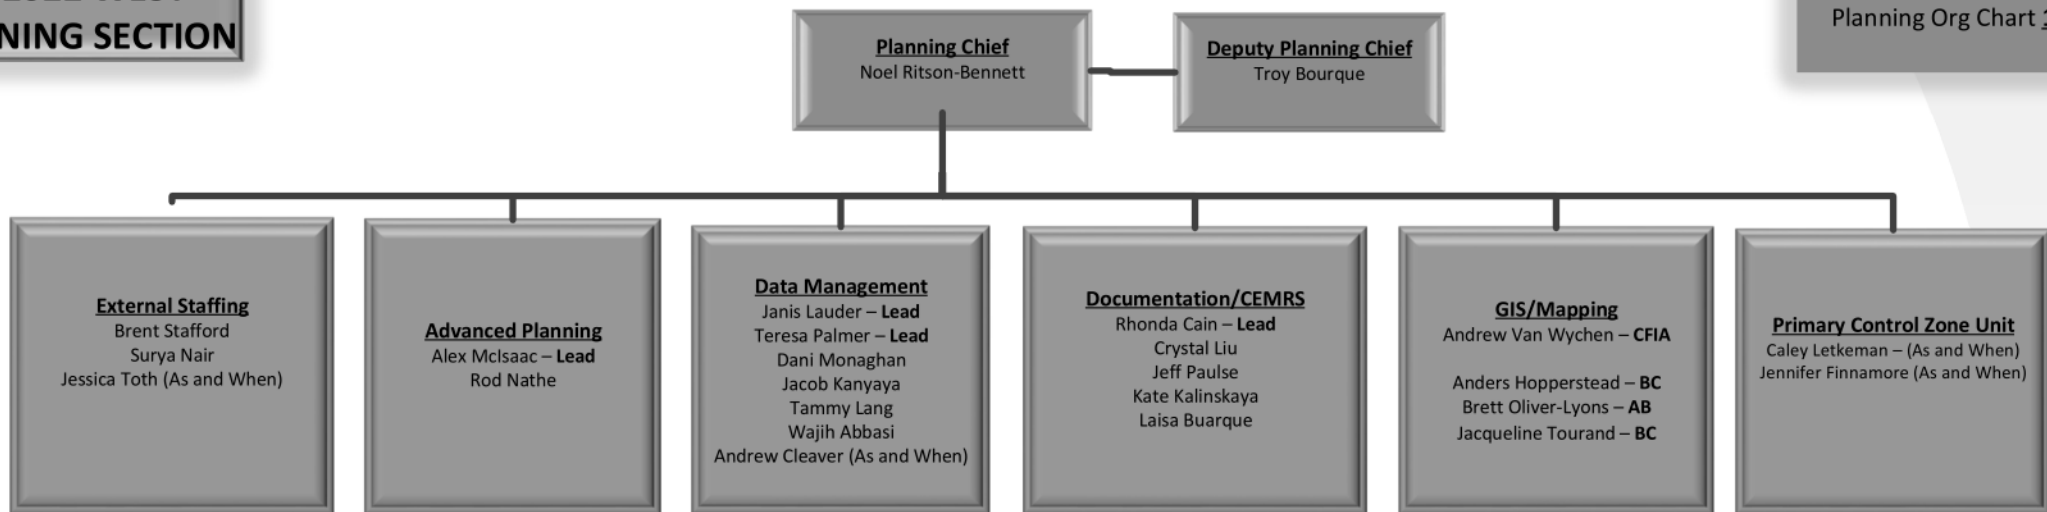 NING SECTION
Planning Org Chart
Planning Chief
Noel Ritson-Bennett
Deputy Planning Chief
Troy Bourque
External Staffing
Brent Stafford
Surya Nair
Jessica Toth (As and When)
Advanced Planning
Alex McIsaac – Lead
Rod Nathe
Data Management
Janis Lauder – Lead
Teresa Palmer – Lead
Dani Monaghan
Jacob Kanyaya
Tammy Lang
Wajih Abbasi
Andrew Cleaver (As and When)
Documentation/CEMRS
Rhonda Cain – Lead
Crystal Liu
Jeff Paulse
Kate Kalinskaya
Laisa Buarque
GIS/Mapping
Andrew Van Wychen – CFIA
Anders Hopperstead – BC
Brett Oliver-Lyons – AB
Jacqueline Tourand – BC
Primary Control Zone Unit
Caley Letkeman – (As and When)
Jennifer Finnamore (As and When)